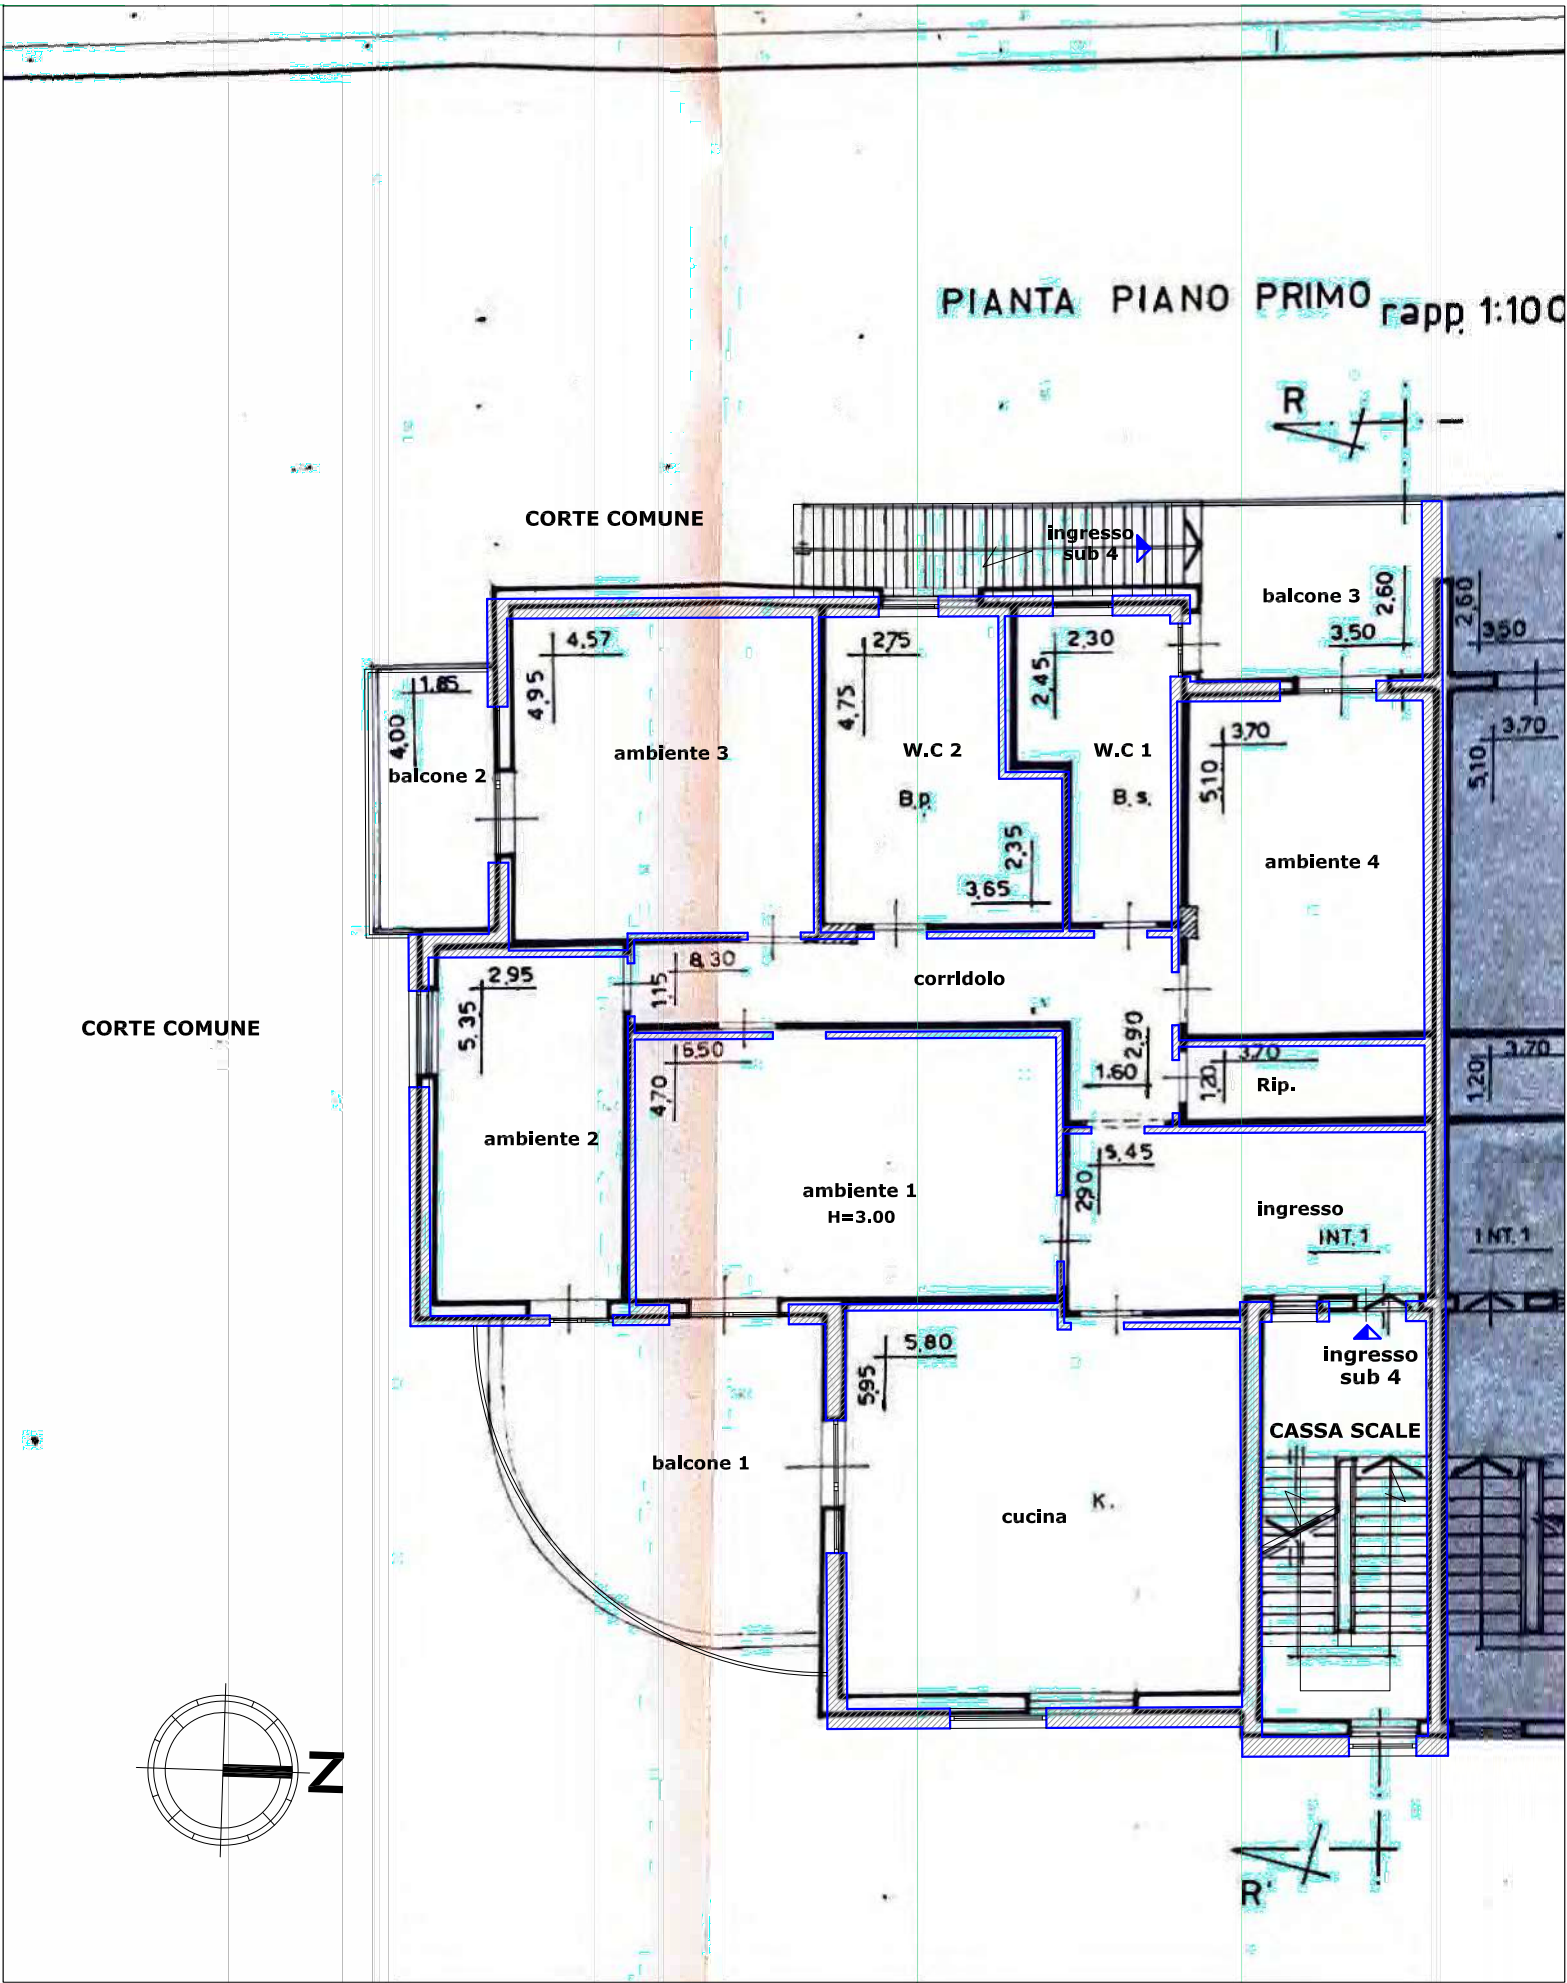 PIANTA PIANO PRIMO rapp. 1:100
R
CORTE COMUNE
ingresso
sub 4
balcone 3
2,60
3,50
2,60
3,50
4,57
4,95
2,75
4,75
2,30
2,45
1,85
4,00
balcone 2
ambiente 3
W.C 2
B.p.
W.C 1
B.s.
3,70
5,10
3,70
5,10
2,35
3,65
ambiente 4
8,30
1,15
corridoio
2,95
5,35
CORTE COMUNE
6,50
4,70
2,90
1.60
3,70
1,20
Rip.
3,70
1,20
ambiente 2
5,45
2,90
ambiente 1
H=3.00
ingresso
INT. 1
INT. 1
5,80
5,95
ingresso
sub 4
CASSA SCALE
balcone 1
K.
cucina
N
R'